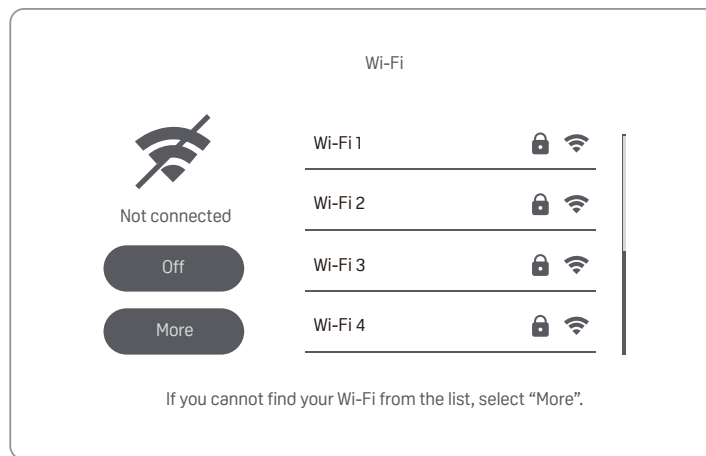 Wi-Fi
Not connected
Off
More
Wi-Fi 1
Wi-Fi 2
Wi-Fi 3
Wi-Fi 4
If you cannot find your Wi-Fi from the list, select “More”.